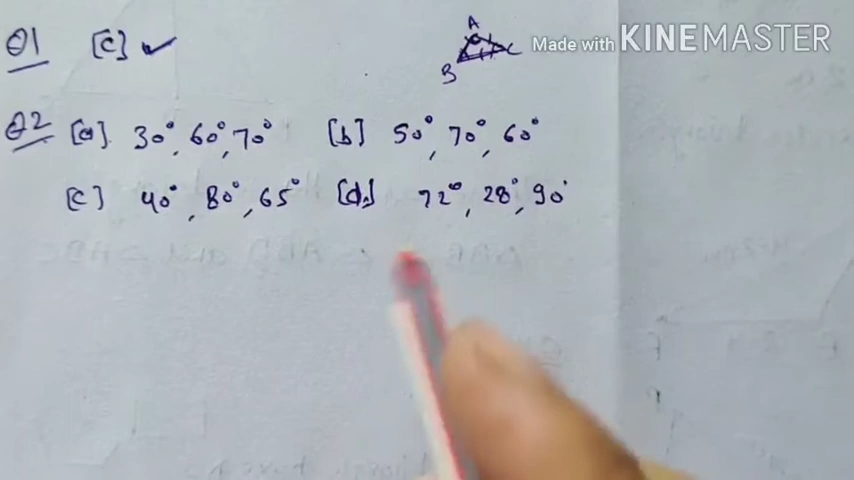 Q1 [c] ✓
A
B
C
Made with KINEMASTER
Q2 [a]. 30°, 60°, 70° [b] 50°, 70°, 60°
[c] 40°, 80°, 65° [d.] 72°, 28°, 90°